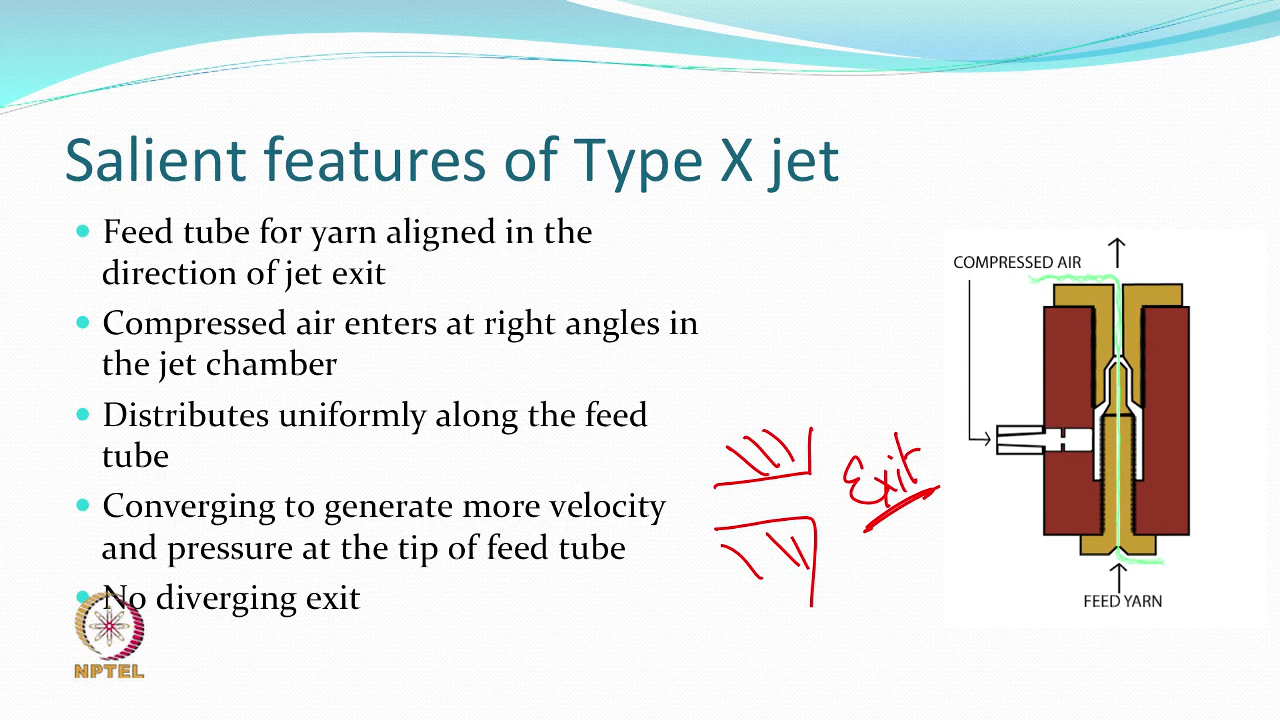 Salient features of Type X jet
Feed tube for yarn aligned in the
direction of jet exit
Compressed air enters at right angles in
the jet chamber
Distributes uniformly along the feed
tube
Converging to generate more velocity
and pressure at the tip of feed tube
No diverging exit
Exit
COMPRESSED AIR
FEED YARN
NPTEL